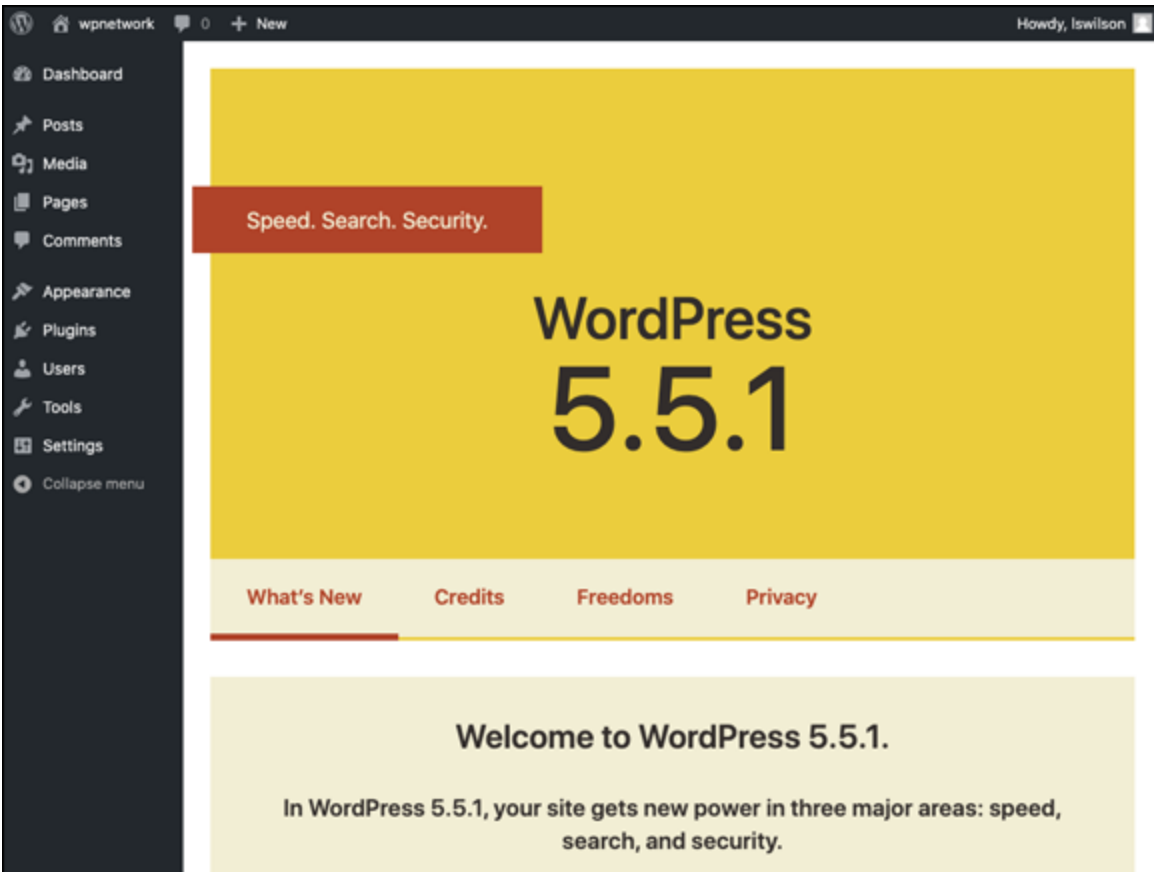 wpnetwork 0 + New Howdy, lswilson
Dashboard
Posts
Media
Pages
Comments
Appearance
Plugins
Users
Tools
Settings
Collapse menu
Speed. Search. Security.
WordPress
5.5.1
What's New Credits Freedoms Privacy
Welcome to WordPress 5.5.1.
In WordPress 5.5.1, your site gets new power in three major areas: speed,
search, and security.